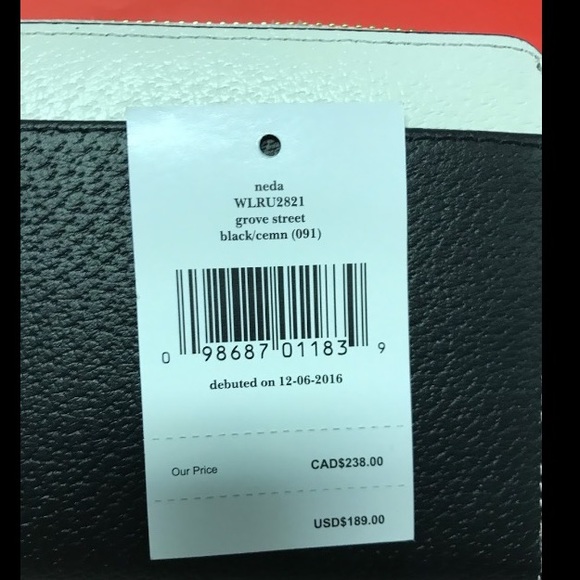 neda
WLRU2821
grove street
black/cemn (091)
0 98687 01183 9
debuted on 12-06-2016
Our Price CAD$238.00
USD$189.00